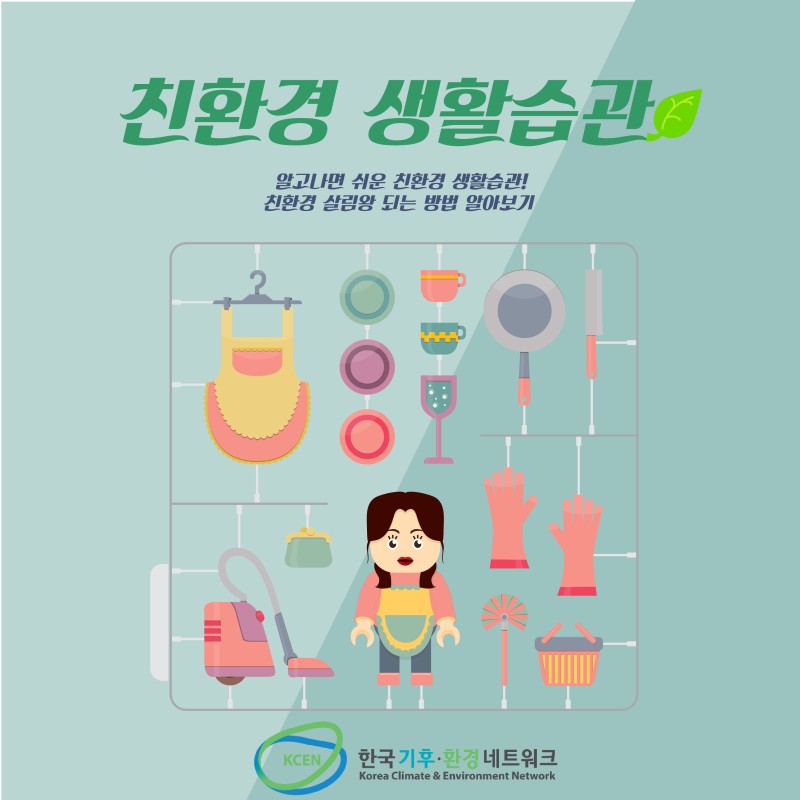 친환경 생활습관
알고나면 쉬운 친환경 생활습관!
친환경 살림왕 되는 방법 알아보기
KCEN
한국 기후·환경 네트워크
Korea Climate & Environment Network